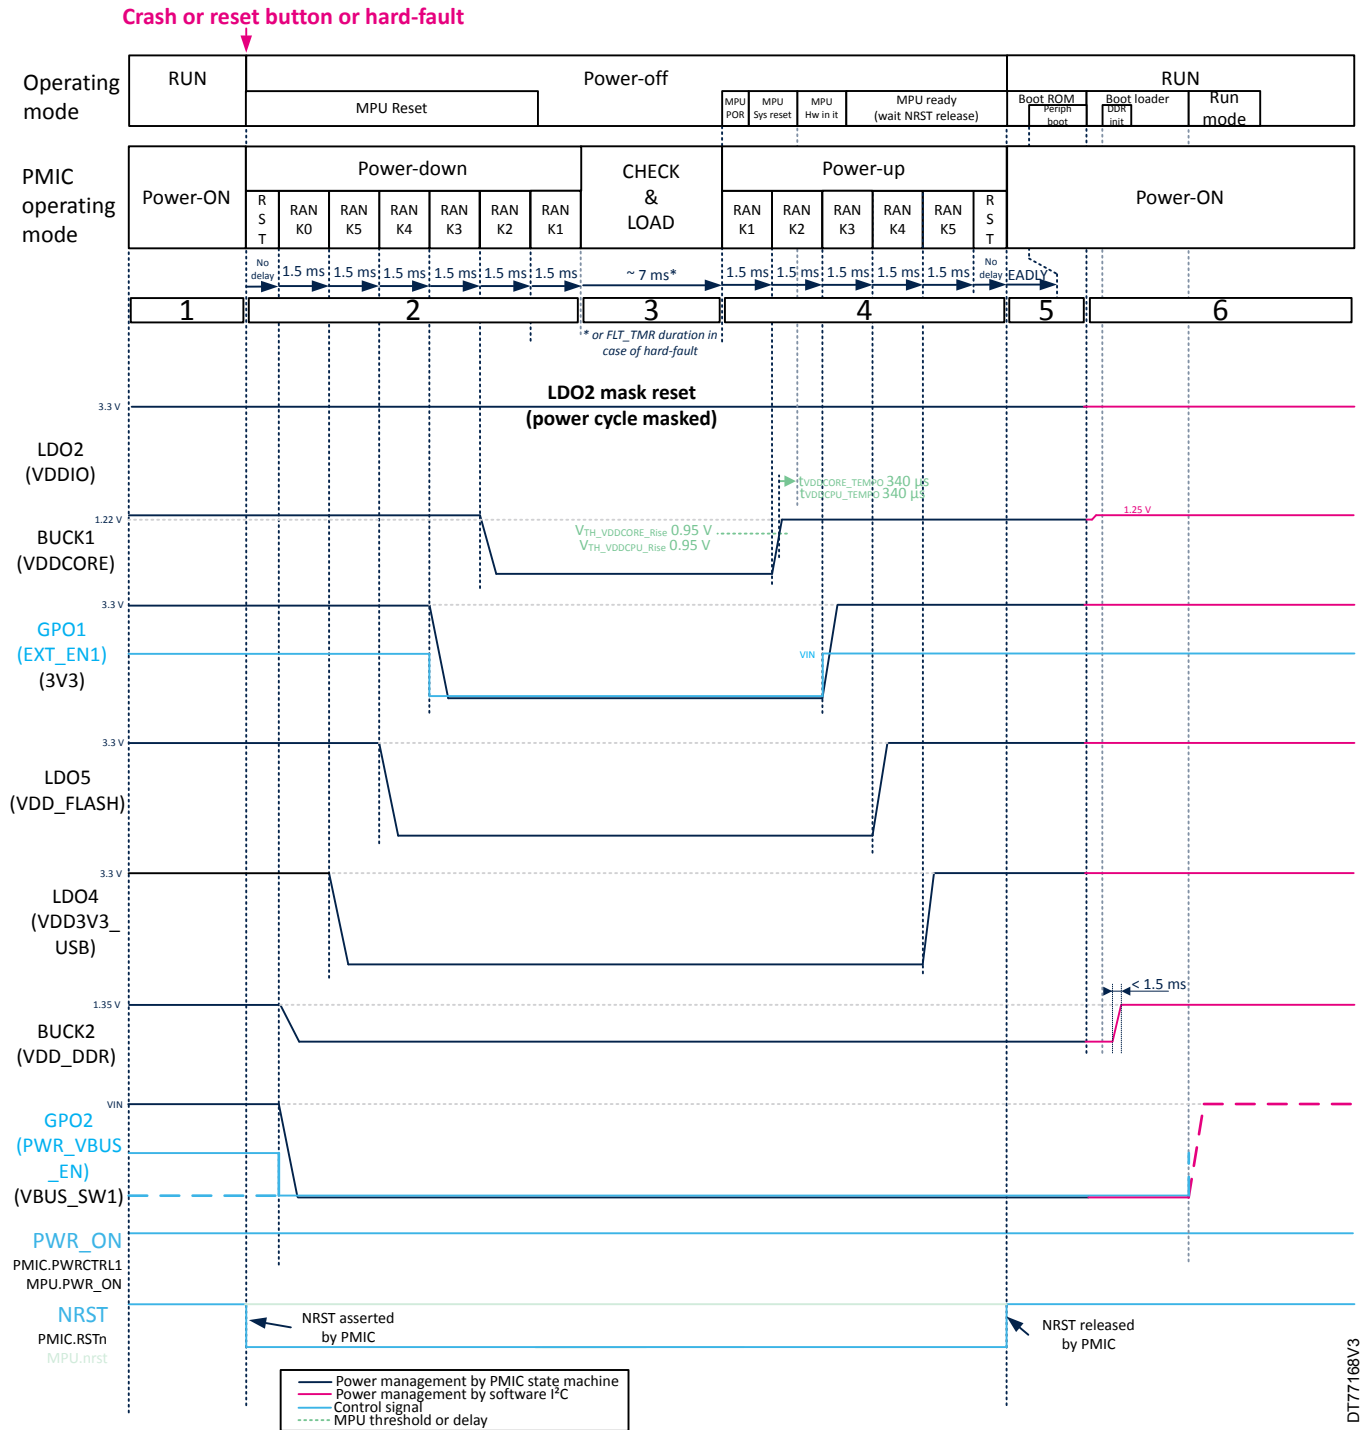 Crash or reset button or hard-fault
Operating
mode
RUN
Power-off
RUN
MPU Reset
MPU
POR
MPU
Sys reset
MPU
Hw in it
MPU ready
(wait NRST release)
Boot ROM
Periph
boot
Boot loader
DDR
init
Run
mode
PMIC
operating
mode
Power-ON
Power-down
CHECK
&
LOAD
Power-up
Power-ON
R
S
T
RAN
K0
RAN
K5
RAN
K4
RAN
K3
RAN
K2
RAN
K1
RAN
K1
RAN
K2
RAN
K3
RAN
K4
RAN
K5
R
S
T
No
delay
1.5 ms
1.5 ms
1.5 ms
1.5 ms
1.5 ms
1.5 ms
~ 7 ms*
1.5 ms
1.5 ms
1.5 ms
1.5 ms
1.5 ms
No
delay
EADLY
1
2
3
4
5
6
* or FLT_TMR duration in
case of hard-fault
LDO2 mask reset
(power cycle masked)
3.3 V
LDO2
(VDDIO)
tVDDCORE_TEMPO 340 µs
tVDDCPU_TEMPO 340 µs
1.22 V
1.25 V
BUCK1
(VDDCORE)
VTH_VDDCORE_Rise 0.95 V
VTH_VDDCPU_Rise 0.95 V
3.3 V
GPO1
(EXT_EN1)
(3V3)
VIN
3.3 V
LDO5
(VDD_FLASH)
3.3 V
LDO4
(VDD3V3_
USB)
< 1.5 ms
1.35 V
BUCK2
(VDD_DDR)
VIN
GPO2
(PWR_VBUS
_EN)
(VBUS_SW1)
PWR_ON
PMIC.PWRCTRL1
MPU.PWR_ON
NRST
PMIC.RSTn
MPU.nrst
NRST asserted
by PMIC
NRST released
by PMIC
Power management by PMIC state machine
Power management by software I²C
Control signal
MPU threshold or delay
DT77168V3